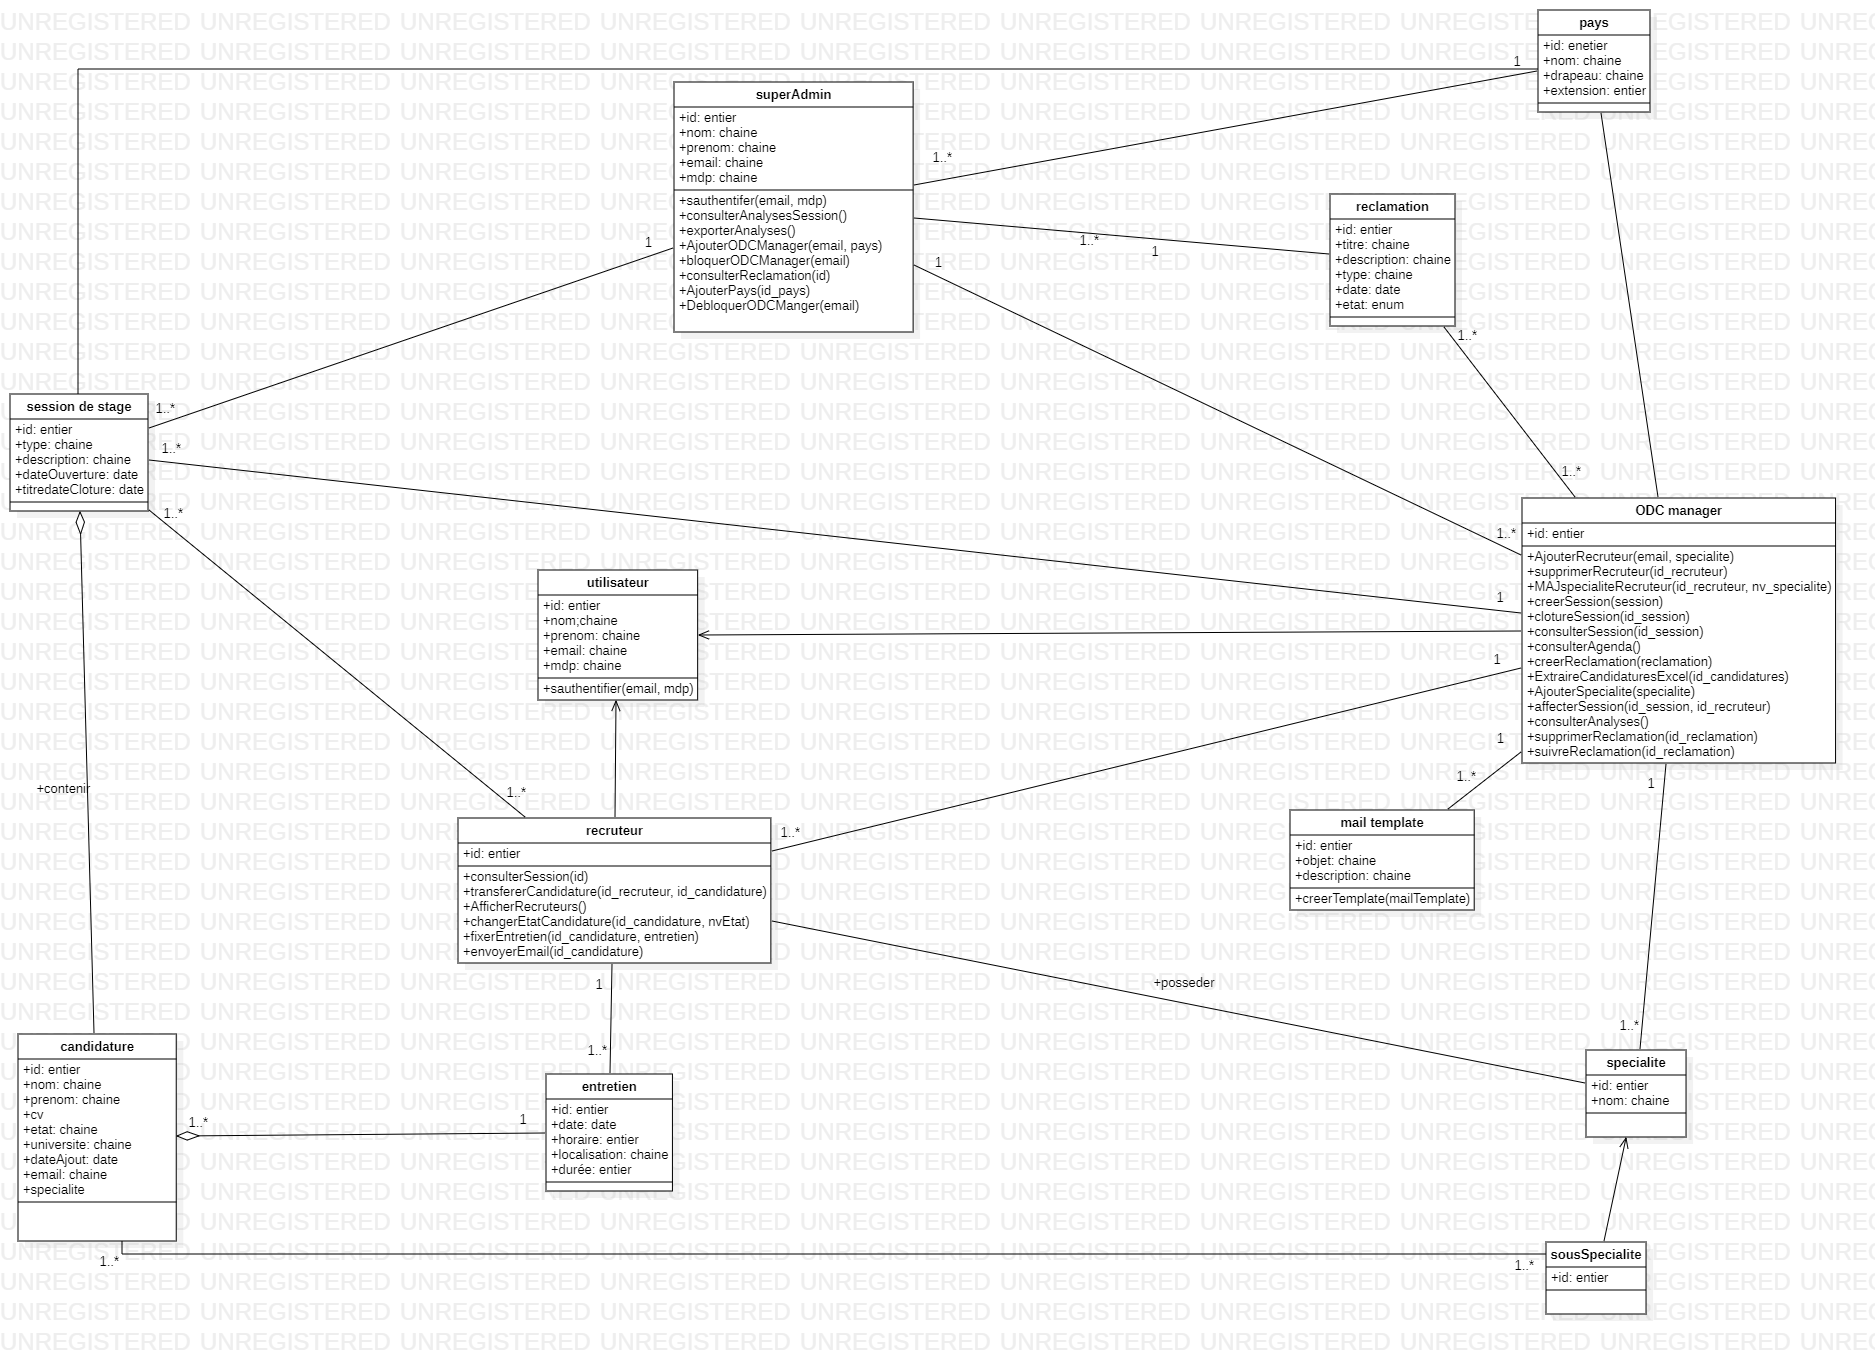 pays
+id: enetier
+nom: chaine
+drapeau: chaine
+extension: entier
1
superAdmin
+id: entier
+nom: chaine
+prenom: chaine
+email: chaine
+mdp: chaine
+sauthentifer(email, mdp)
+consulterAnalysesSession()
+exporterAnalyses()
+AjouterODCManager(email, pays)
+bloquerODCManager(email)
+consulterReclamation(id)
+AjouterPays(id_pays)
+DebloquerODCManger(email)
1..*
1..*
1
1
1
reclamation
+id: entier
+titre: chaine
+description: chaine
+type: chaine
+date: date
+etat: enum
1..*
1..*
session de stage
+id: entier
+type: chaine
+description: chaine
+dateOuverture: date
+titredateCloture: date
1..*
1..*
1..*
ODC manager
+id: entier
+AjouterRecruteur(email, specialite)
+supprimerRecruteur(id_recruteur)
+MAJspecialiteRecruteur(id_recruteur, nv_specialite)
+creerSession(session)
+clotureSession(id_session)
+consulterSession(id_session)
+consulterAgenda()
+creerReclamation(reclamation)
+ExtraireCandidaturesExcel(id_candidatures)
+AjouterSpecialite(specialite)
+affecterSession(id_session, id_recruteur)
+consulterAnalyses()
+supprimerReclamation(id_reclamation)
+suivreReclamation(id_reclamation)
1..*
1
1
1
1
utilisateur
+id: entier
+nom;chaine
+prenom: chaine
+email: chaine
+mdp: chaine
+sauthentifier(email, mdp)
+contenir
1..*
1..*
1..*
recruteur
+id: entier
+consulterSession(id)
+transfererCandidature(id_recruteur, id_candidature)
+AfficherRecruteurs()
+changerEtatCandidature(id_candidature, nvEtat)
+fixerEntretien(id_candidature, entretien)
+envoyerEmail(id_candidature)
mail template
+id: entier
+objet: chaine
+description: chaine
+creerTemplate(mailTemplate)
+posseder
1
1..*
1..*
candidature
+id: entier
+nom: chaine
+prenom: chaine
+cv
+etat: chaine
+universite: chaine
+dateAjout: date
+email: chaine
+specialite
1..*
1
entretien
+id: entier
+date: date
+horaire: entier
+localisation: chaine
+durée: entier
specialite
+id: entier
+nom: chaine
1..*
1..*
sousSpecialite
+id: entier
UNREGISTERED